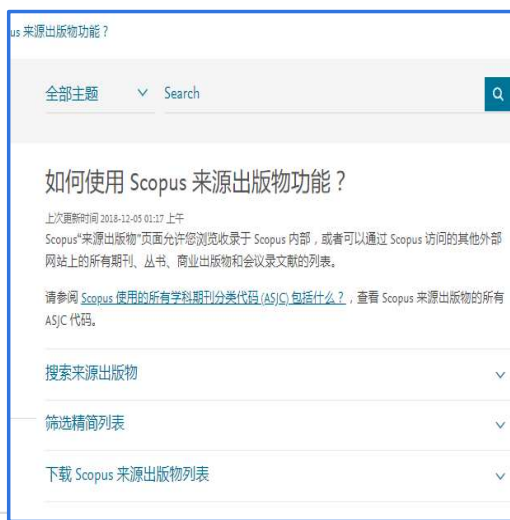 us 来源出版物功能？
全部主题 Search
如何使用 Scopus 来源出版物功能？
上次更新时间 2018-12-05 01:17 上午
Scopus“来源出版物”页面允许您浏览收录于 Scopus 内部，或者可以通过 Scopus 访问的其他外部
网站上的所有期刊、丛书、商业出版物和会议录文献的列表。
请参阅 Scopus 使用的所有学科期刊分类代码 (ASJC) 包括什么？，查看 Scopus 来源出版物的所有
ASJC 代码。
搜索来源出版物
筛选精简列表
下载 Scopus 来源出版物列表